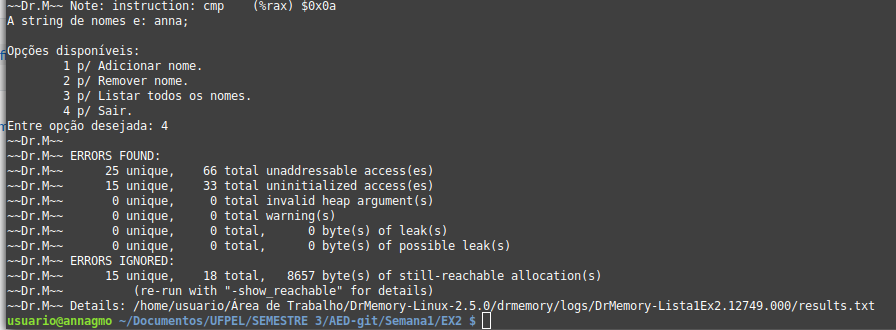 ~~Dr.M~~ Note: instruction: cmp    (%rax) $0x0a
A string de nomes e: anna;
Opções disponíveis:
        1 p/ Adicionar nome.
        2 p/ Remover nome.
        3 p/ Listar todos os nomes.
        4 p/ Sair.
Entre opção desejada: 4
~~Dr.M~~
~~Dr.M~~ ERRORS FOUND:
~~Dr.M~~      25 unique,    66 total unaddressable access(es)
~~Dr.M~~      15 unique,    33 total uninitialized access(es)
~~Dr.M~~       0 unique,     0 total invalid heap argument(s)
~~Dr.M~~       0 unique,     0 total warning(s)
~~Dr.M~~       0 unique,     0 total,      0 byte(s) of leak(s)
~~Dr.M~~       0 unique,     0 total,      0 byte(s) of possible leak(s)
~~Dr.M~~ ERRORS IGNORED:
~~Dr.M~~      15 unique,    18 total,   8657 byte(s) of still-reachable allocation(s)
~~Dr.M~~          (re-run with "-show_reachable" for details)
~~Dr.M~~ Details: /home/usuario/Área de Trabalho/DrMemory-Linux-2.5.0/drmemory/logs/DrMemory-Lista1Ex2.12749.000/results.txt
usuario@annagmo ~/Documentos/UFPEL/SEMESTRE 3/AED-git/Semana1/EX2 $